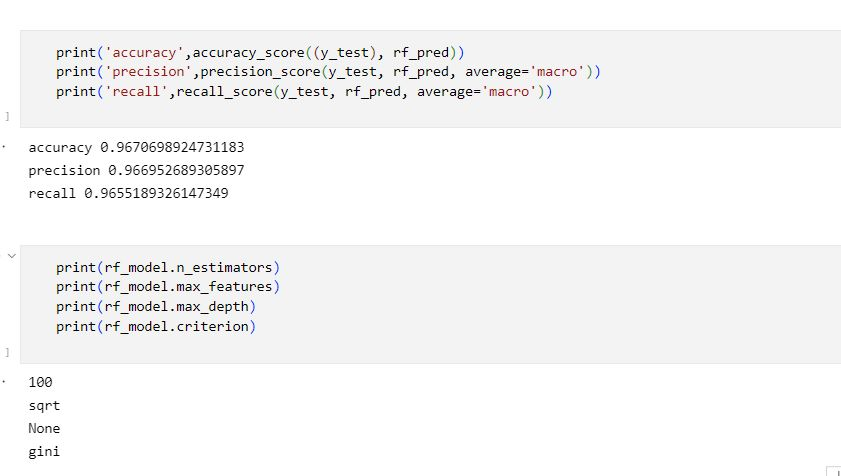 print('accuracy',accuracy_score((y_test), rf_pred))
print('precision',precision_score(y_test, rf_pred, average='macro'))
print('recall',recall_score(y_test, rf_pred, average='macro'))
]
accuracy 0.9670698924731183
precision 0.966952689305897
recall 0.9655189326147349
print(rf_model.n_estimators)
print(rf_model.max_features)
print(rf_model.max_depth)
print(rf_model.criterion)
]
100
sqrt
None
gini